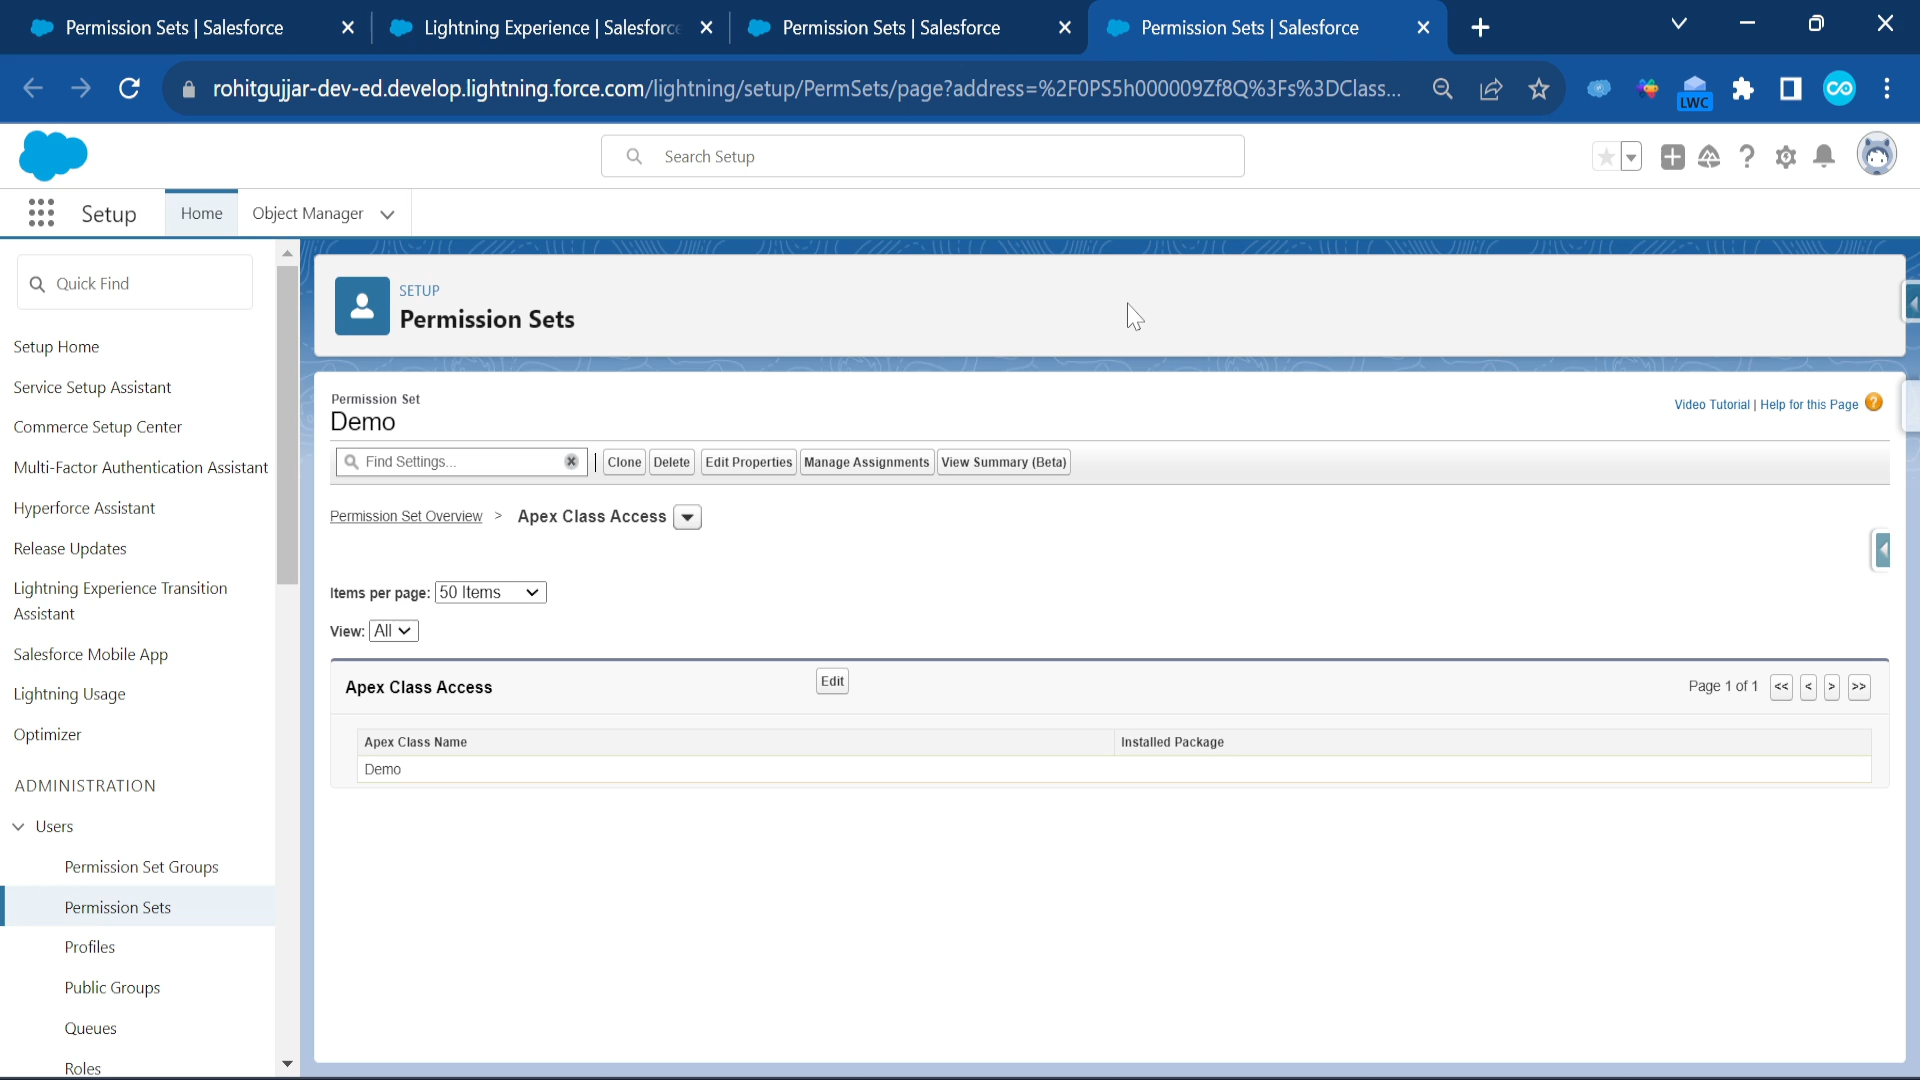 Permission Sets | Salesforce
Lightning Experience | Salesforce
Permission Sets | Salesforce
Permission Sets | Salesforce
rohitgujjar-dev-ed.develop.lightning.force.com/lightning/setup/PermSets/page?address=%2F0PS5h000009Zf8Q%3Fs%3DClass...
LWC
Search Setup
Setup
Home
Object Manager
Quick Find
Setup Home
Service Setup Assistant
Commerce Setup Center
Multi-Factor Authentication Assistant
Hyperforce Assistant
Release Updates
Lightning Experience Transition
Assistant
Salesforce Mobile App
Lightning Usage
Optimizer
ADMINISTRATION
Users
Permission Set Groups
Permission Sets
Profiles
Public Groups
Queues
Roles
SETUP
Permission Sets
Permission Set
Demo
Video Tutorial | Help for this Page ?
Find Settings... | Clone Delete Edit Properties Manage Assignments View Summary (Beta)
Permission Set Overview > Apex Class Access
Items per page: 50 Items
View: All
Apex Class Access Edit Page 1 of 1 << < > >>
Apex Class Name Installed Package
Demo